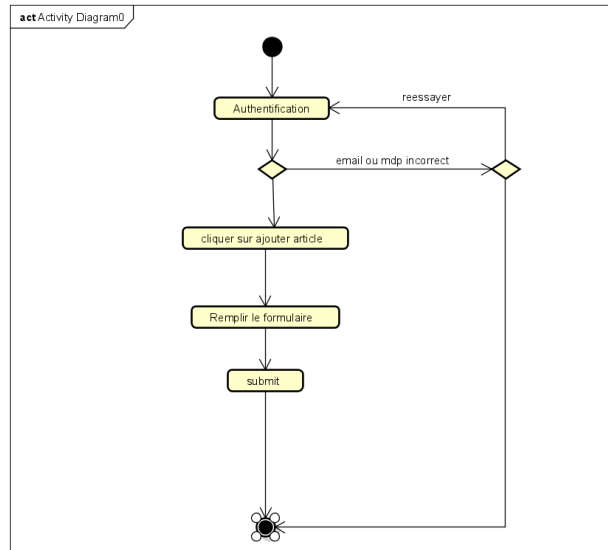 act Activity Diagram0
reessayer
Authentification
email ou mdp incorrect
cliquer sur ajouter article
Remplir le formulaire
submit